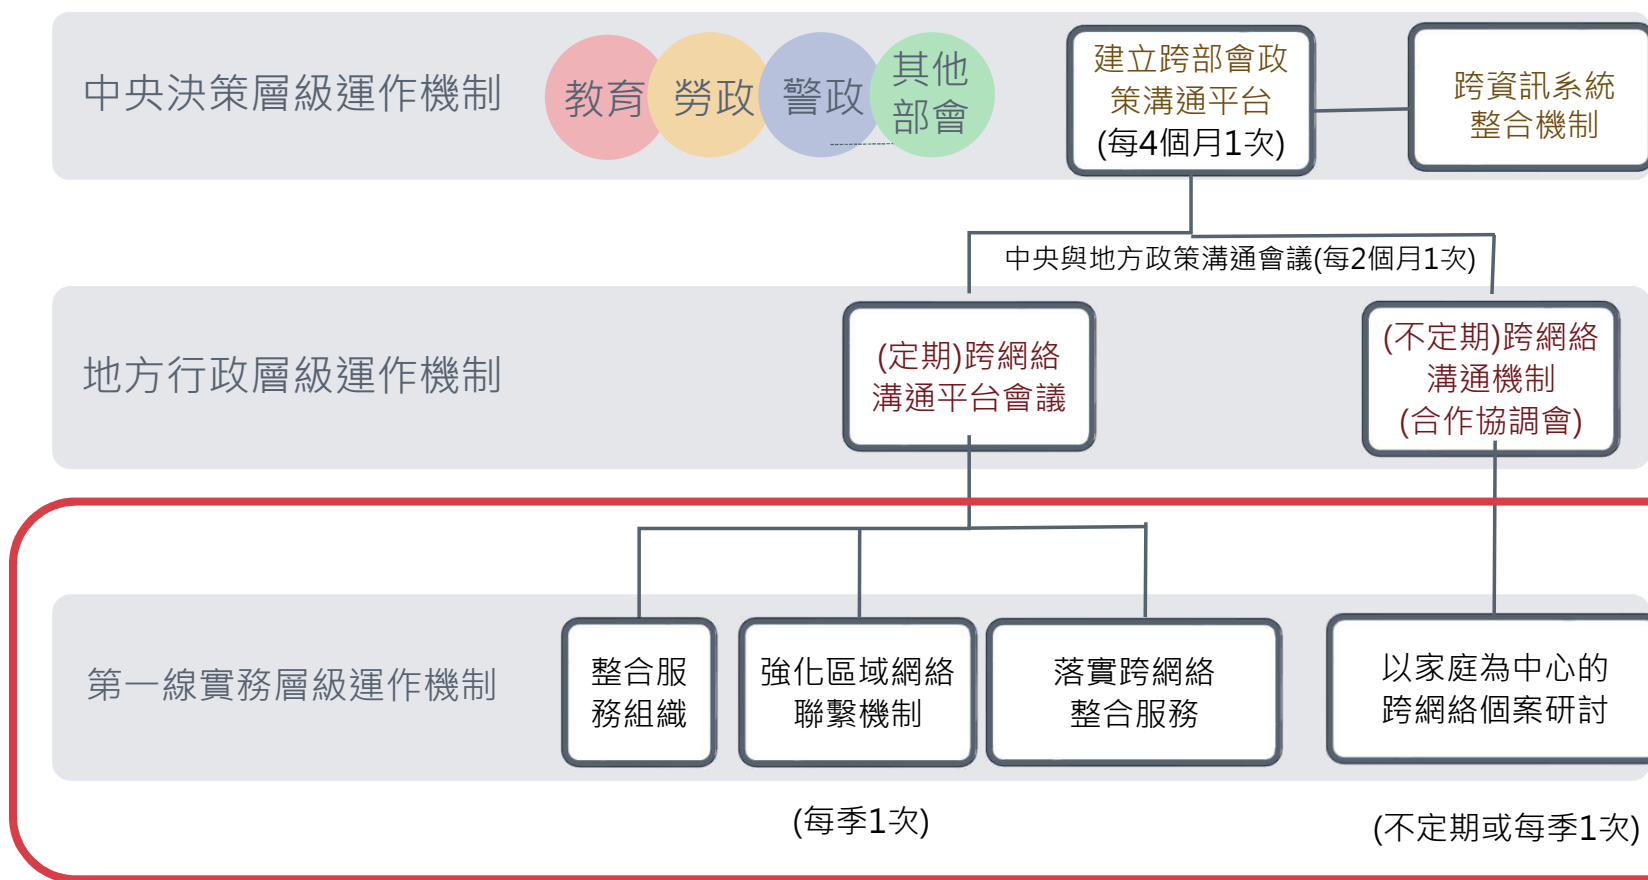 中央決策層級運作機制
教育
勞政
警政
其他
部會
建立跨部會政
策溝通平台
(每4個月1次)
跨資訊系統
整合機制
中央與地方政策溝通會議(每2個月1次)
地方行政層級運作機制
(定期)跨網絡
溝通平台會議
(不定期)跨網絡
溝通機制
(合作協調會)
第一線實務層級運作機制
整合服
務組織
強化區域網絡
聯繫機制
落實跨網絡
整合服務
以家庭為中心的
跨網絡個案研討
(每季1次)
(不定期或每季1次)